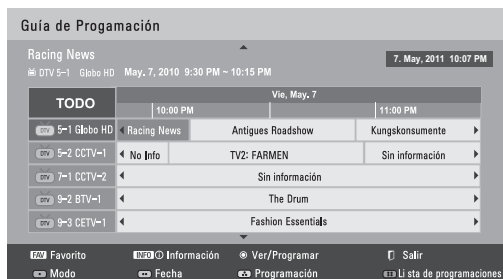 Guía de Progamación
Racing News
7. May, 2011 10:07 PM
DTV 5-1 Globo HD May. 7, 2010 9:30 PM ~ 10:15 PM
TODO
Vie, May. 7
10:00 PM 11:00 PM
DTV 5-1 Globo HD Racing News Antigues Roadshow Kungskonsumente
DTV 5-2 CCTV-1 No Info TV2: FARMEN Sin información
DTV 7-1 CCTV-2 Sin información
DTV 9-2 BTV-1 The Drum
DTV 9-3 CETV-1 Fashion Essentials
FAV Favorito INFO ⓘ Información Ver/Programar Salir
Modo Fecha Programación Li sta de programaciones